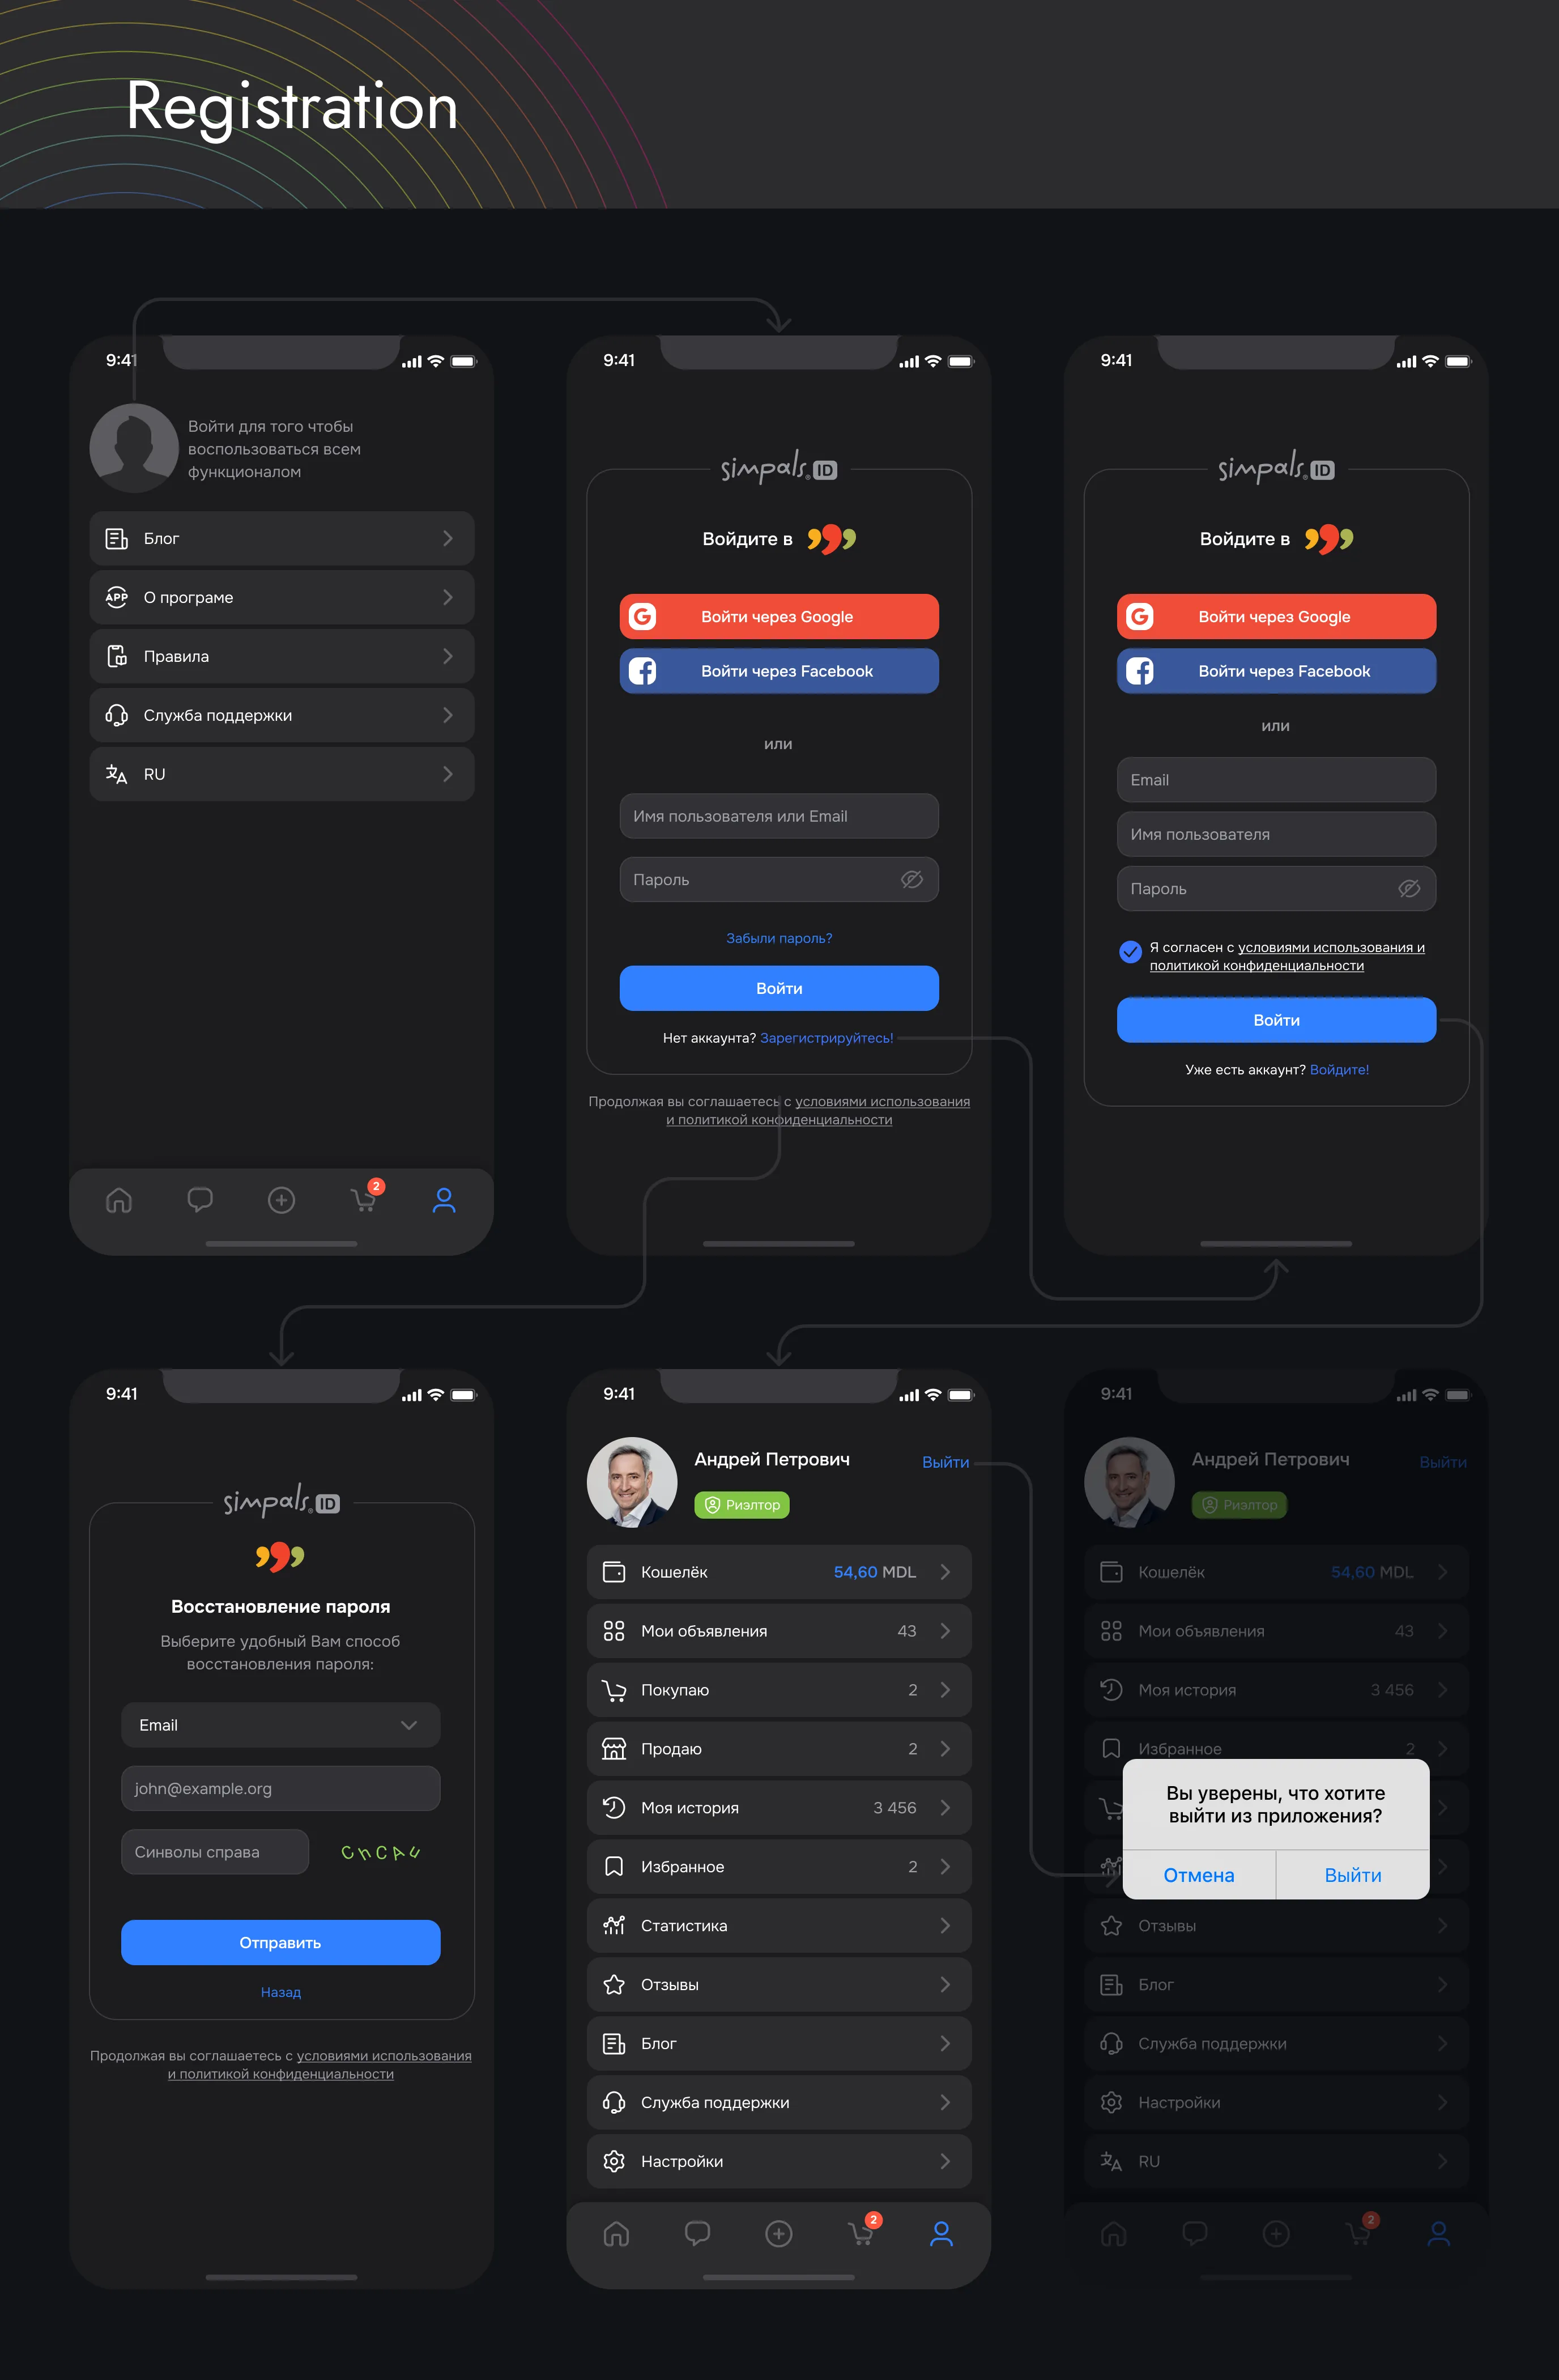 Registration
9:41
Войти для того чтобы
воспользоваться всем
функционалом
Блог
APP
О програме
Правила
Служба поддержки
RU
2
9:41
simpals® ID
Войдите в
Войти через Google
Войти через Facebook
или
Имя пользователя или Email
Пароль
Забыли пароль?
Войти
Нет аккаунта? Зарегистрируйтесь!
Продолжая вы соглашаетесь с условиями использования
и политикой конфиденциальности
9:41
simpals® ID
Войдите в
Войти через Google
Войти через Facebook
или
Email
Имя пользователя
Пароль
Я согласен с условиями использования и
политикой конфиденциальности
Войти
Уже есть аккаунт? Войдите!
9:41
simpals® ID
Восстановление пароля
Выберите удобный Вам способ
восстановления пароля:
Email
john@example.org
Синволы справа
ChCAu
Отправить
Назад
Продолжая вы соглашаетесь с условиями использования
и политикой конфиденциальности
9:41
Андрей Петрович
Выйти
Риэлтор
Кошелёк 54,60 MDL
Мои объявления 43
Покупаю 2
Продаю 2
Моя история 3 456
Избранное 2
Статистика
Отзывы
Блог
Служба поддержки
Настройки
2
9:41
Андрей Петрович
Выйти
Риэлтор
Кошелёк 54,60 MDL
Мои объявления 43
Моя история 3 456
Избранное 2
Вы уверены, что хотите
выйти из приложения?
Отмена Выйти
Отзывы
Блог
Служба поддержки
Настройки
RU
2